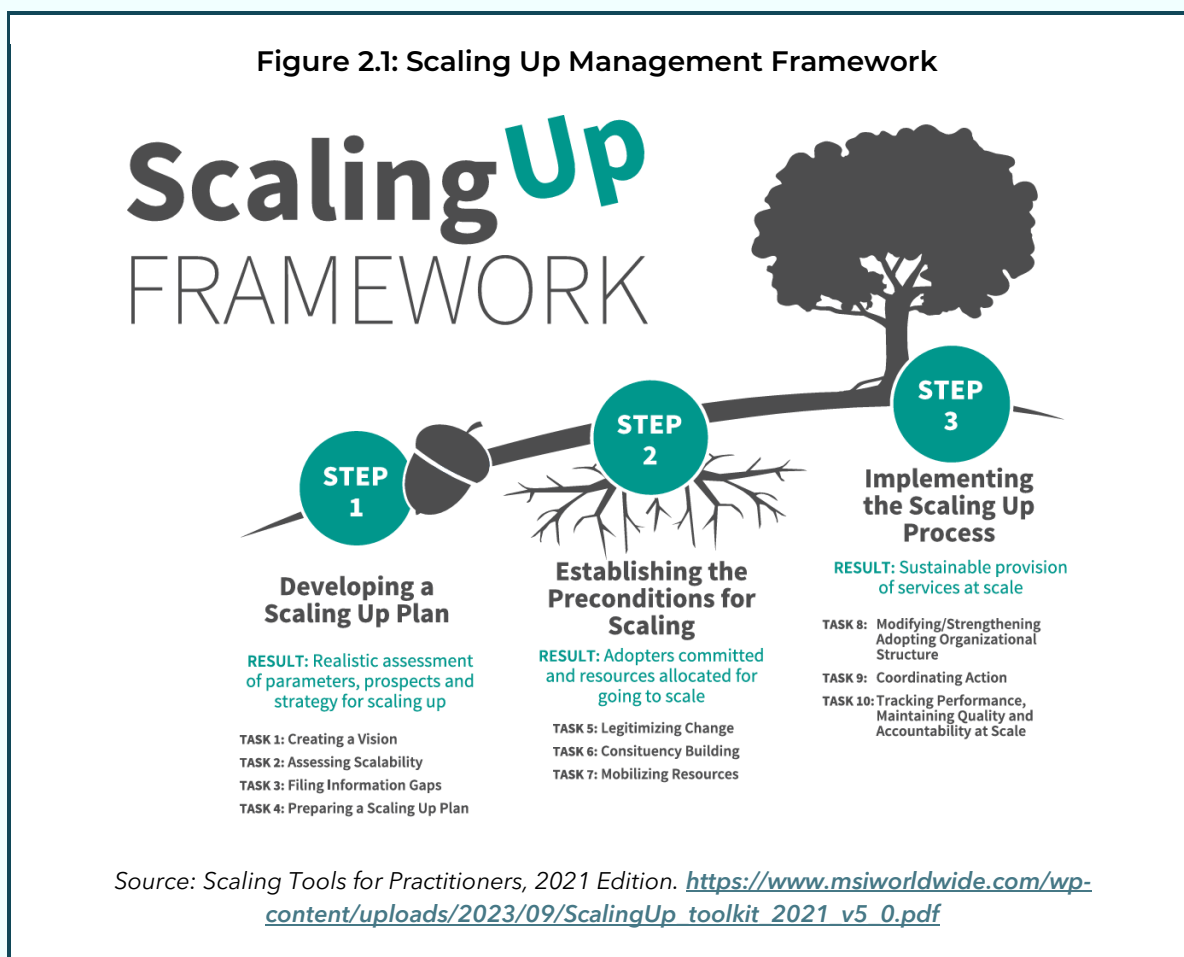 Figure 2.1: Scaling Up Management Framework
Scaling Up
FRAMEWORK
STEP
1
Developing a
Scaling Up Plan
RESULT: Realistic assessment
of parameters, prospects and
strategy for scaling up
TASK 1: Creating a Vision
TASK 2: Assessing Scalability
TASK 3: Filing Information Gaps
TASK 4: Preparing a Scaling Up Plan
STEP
2
Establishing the
Preconditions for
Scaling
RESULT: Adopters committed
and resources allocated for
going to scale
TASK 5: Legitimizing Change
TASK 6: Consituency Building
TASK 7: Mobilizing Resources
STEP
3
Implementing
the Scaling Up
Process
RESULT: Sustainable provision
of services at scale
TASK 8: Modifying/Strengthening
Adopting Organizational
Structure
TASK 9: Coordinating Action
TASK 10: Tracking Performance,
Maintaining Quality and
Accountability at Scale
Source: Scaling Tools for Practitioners, 2021 Edition. https://www.msiworldwide.com/wp-
content/uploads/2023/09/ScalingUp_toolkit_2021_v5_0.pdf